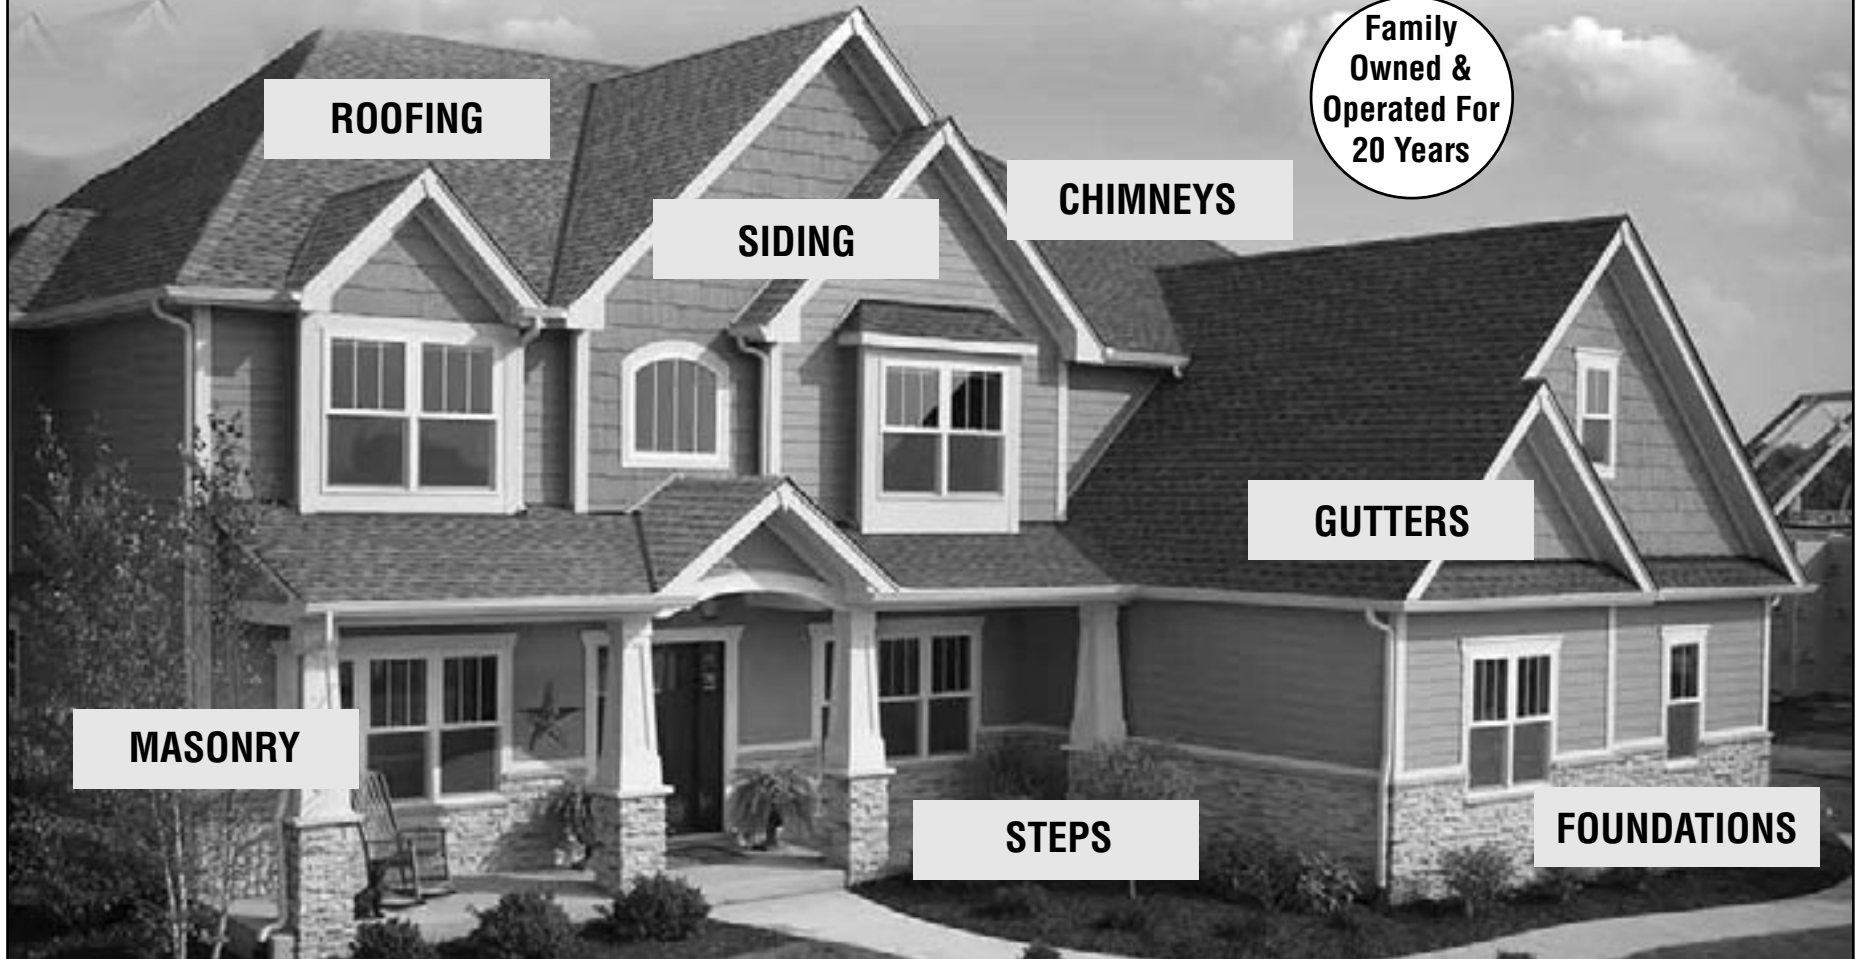 Family
Owned &
Operated For
20 Years
ROOFING
CHIMNEYS
SIDING
GUTTERS
MASONRY
STEPS
FOUNDATIONS